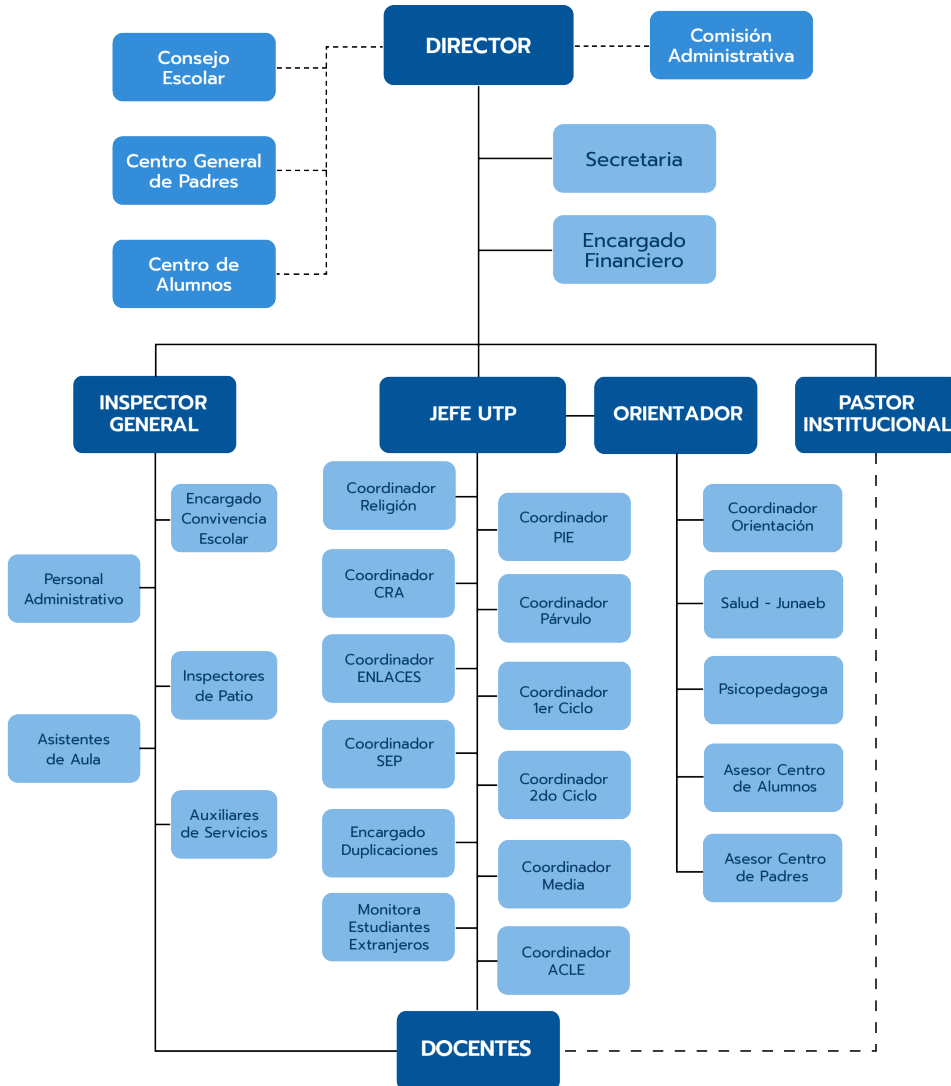 DIRECTOR
Comisión
Administrativa
Consejo
Escolar
Centro General
de Padres
Centro de
Alumnos
Secretaria
Encargado
Financiero
INSPECTOR
GENERAL
JEFE UTP
ORIENTADOR
PASTOR
INSTITUCIONAL
Encargado
Convivencia
Escolar
Personal
Administrativo
Inspectores
de Patio
Asistentes
de Aula
Auxiliares
de Servicios
Coordinador
Religión
Coordinador
PIE
Coordinador
CRA
Coordinador
Párvulo
Coordinador
ENLACES
Coordinador
1er Ciclo
Coordinador
SEP
Coordinador
2do Ciclo
Encargado
Duplicaciones
Coordinador
Media
Monitora
Estudiantes
Extranjeros
Coordinador
ACLE
Coordinador
Orientación
Salud - Junaeb
Psicopedagoga
Asesor Centro
de Alumnos
Asesor Centro
de Padres
DOCENTES